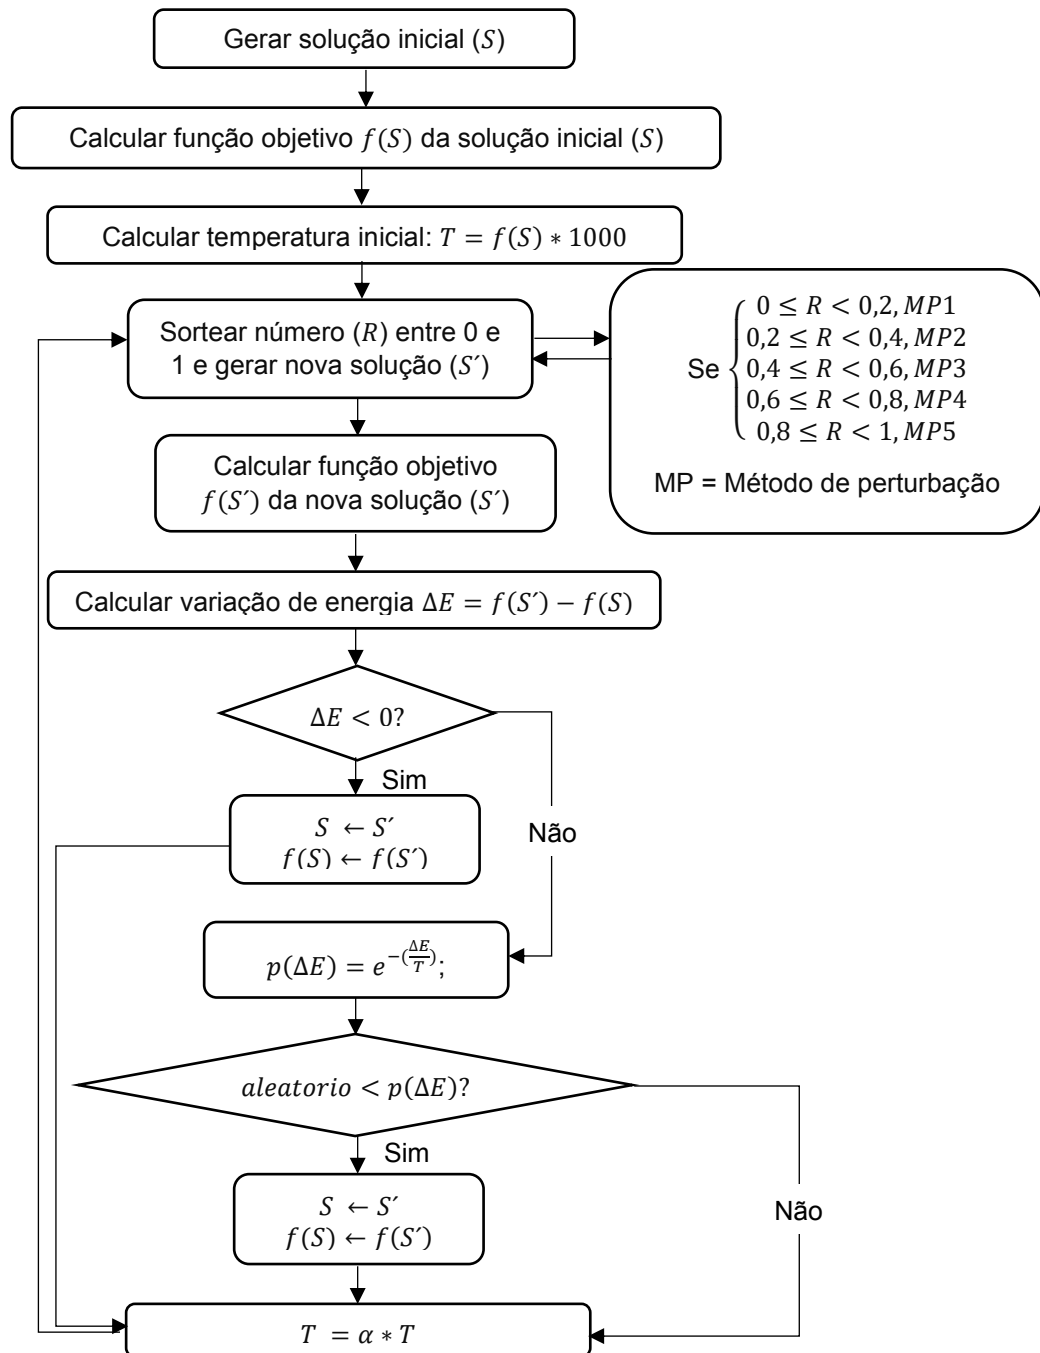 Gerar solução inicial (S)
Calcular função objetivo f(S) da solução inicial (S)
Calcular temperatura inicial: T = f(S) ∗ 1000
Sortear número (R) entre 0 e
1 e gerar nova solução (S´)
0 ≤ R < 0,2, MP1
0,2 ≤ R < 0,4, MP2
Se { 0,4 ≤ R < 0,6, MP3
0,6 ≤ R < 0,8, MP4
0,8 ≤ R < 1, MP5
MP = Método de perturbação
Calcular função objetivo
f(S´) da nova solução (S´)
Calcular variação de energia ΔE = f(S´) − f(S)
ΔE < 0?
Sim
Não
S ← S´
f(S) ← f(S´)
p(ΔE) = e^−(ΔE/T);
aleatorio < p(ΔE)?
Sim
Não
S ← S´
f(S) ← f(S´)
T = α ∗ T